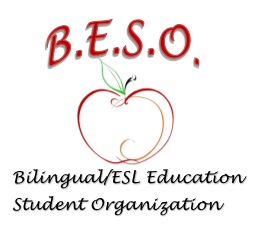 B.E.S.O.
Bilingual/ESL Education
Student Organization